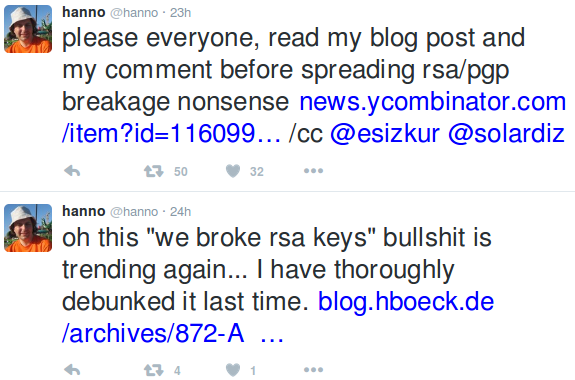 hanno @hanno · 23h
please everyone, read my blog post and
my comment before spreading rsa/pgp
breakage nonsense news.ycombinator.com
/item?id=116099… /cc @esizkur @solardiz
50 32
hanno @hanno · 24h
oh this "we broke rsa keys" bullshit is
trending again... I have thoroughly
debunked it last time. blog.hboeck.de
/archives/872-A …
4 1